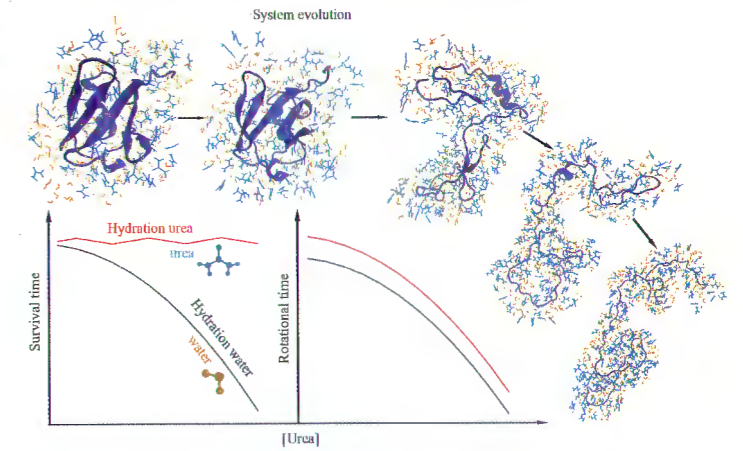 System evolution
Hydration urea
urea
Hydration water
water
Survival time
Rotational time
[Urea]